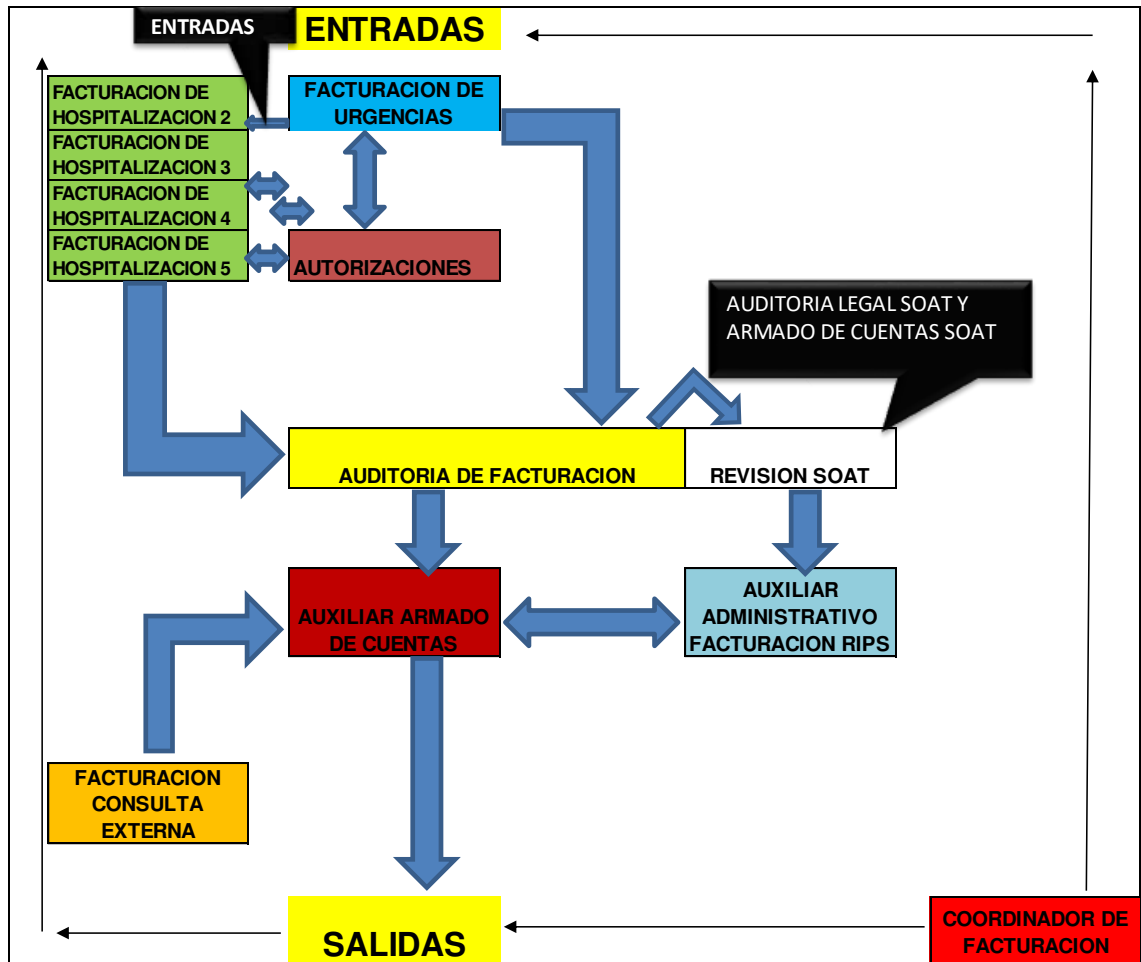 ENTRADAS
ENTRADAS
FACTURACION DE
HOSPITALIZACION 2
FACTURACION DE
HOSPITALIZACION 3
FACTURACION DE
HOSPITALIZACION 4
FACTURACION DE
HOSPITALIZACION 5
FACTURACION DE
URGENCIAS
AUTORIZACIONES
AUDITORIA LEGAL SOAT Y
ARMADO DE CUENTAS SOAT
AUDITORIA DE FACTURACION
REVISION SOAT
AUXILIAR ARMADO
DE CUENTAS
AUXILIAR
ADMINISTRATIVO
FACTURACION RIPS
FACTURACION
CONSULTA
EXTERNA
SALIDAS
COORDINADOR DE
FACTURACION